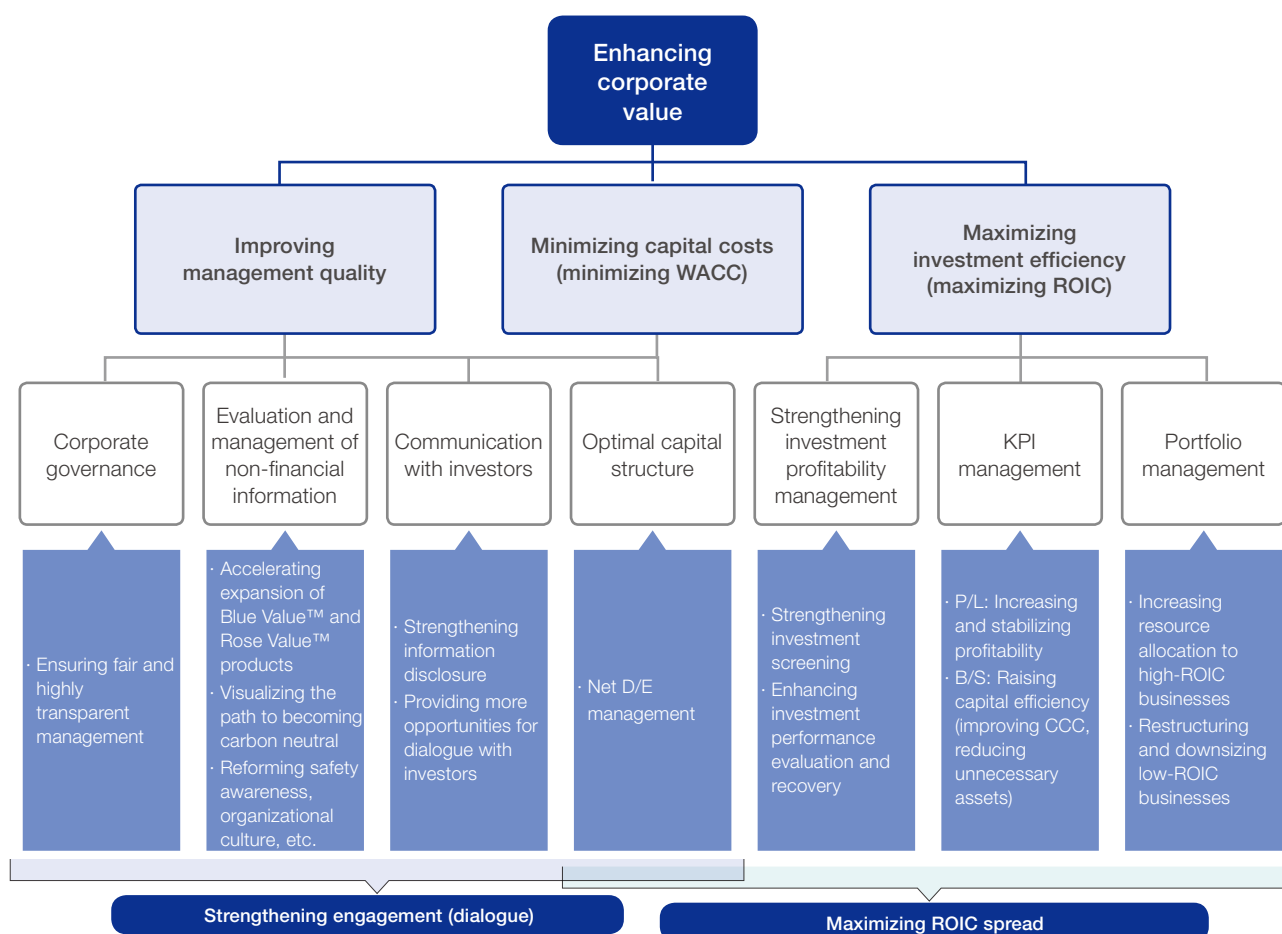 Enhancing
corporate
value
Improving
management quality
Minimizing capital costs
(minimizing WACC)
Maximizing
investment efficiency
(maximizing ROIC)
Corporate
governance
Evaluation and
management of
non-financial
information
Communication
with investors
Optimal capital
structure
Strengthening
investment
profitability
management
KPI
management
Portfolio
management
· Ensuring fair and
highly
transparent
management
· Accelerating
expansion of
Blue Value™ and
Rose Value™
products
· Visualizing the
path to becoming
carbon neutral
· Reforming safety
awareness,
organizational
culture, etc.
· Strengthening
information
disclosure
· Providing more
opportunities for
dialogue with
investors
· Net D/E
management
· Strengthening
investment
screening
· Enhancing
investment
performance
evaluation and
recovery
· P/L: Increasing
and stabilizing
profitability
· B/S: Raising
capital efficiency
(improving CCC,
reducing
unnecessary
assets)
· Increasing
resource
allocation to
high-ROIC
businesses
· Restructuring
and downsizing
low-ROIC
businesses
Strengthening engagement (dialogue)
Maximizing ROIC spread